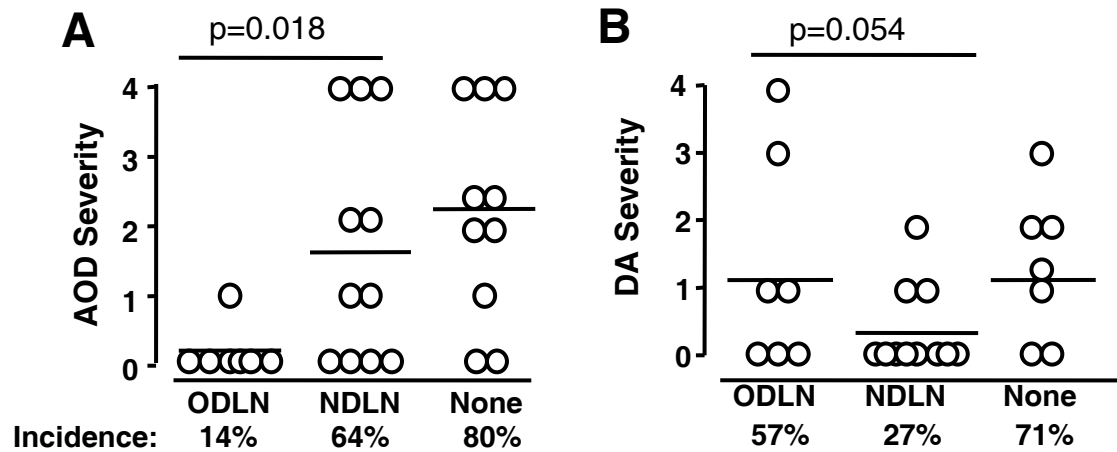 A
p=0.018
AOD Severity
4
3
2
1
0
ODLN NDLN None
Incidence: 14% 64% 80%
B
p=0.054
DA Severity
4
3
2
1
0
ODLN NDLN None
57% 27% 71%